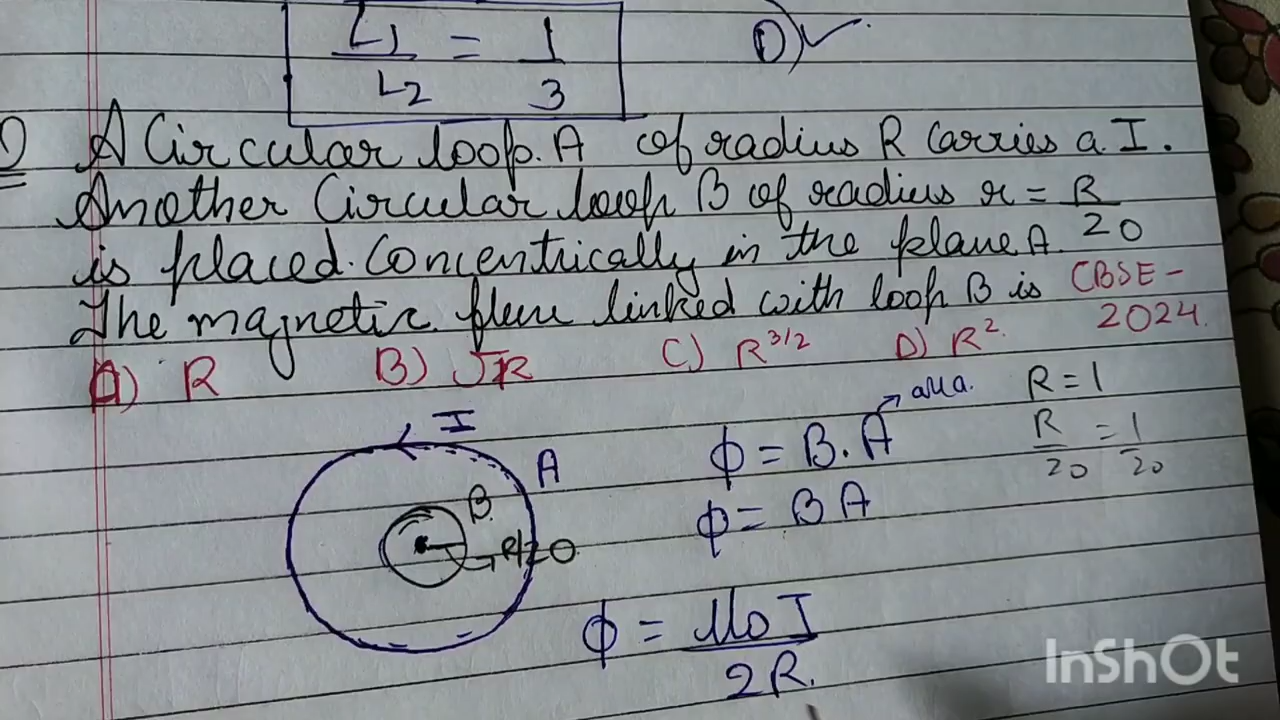 L1/L2 = 1/3 D) ✓
Q A Circular loop. A of radius R Carries a I.
Another Circular loop B of radius r = R/20
is placed. Concentrically in the plane A.
The magnetic flux linked with loop B is CBSE - 2024.
A) R B) √R C) R^3/2 D) R^2.
I
A
B
R/20
ϕ = B. A → area.
ϕ = BA
R = 1
R/20 = 1/20
ϕ = μ0 I / 2R.
InShOt